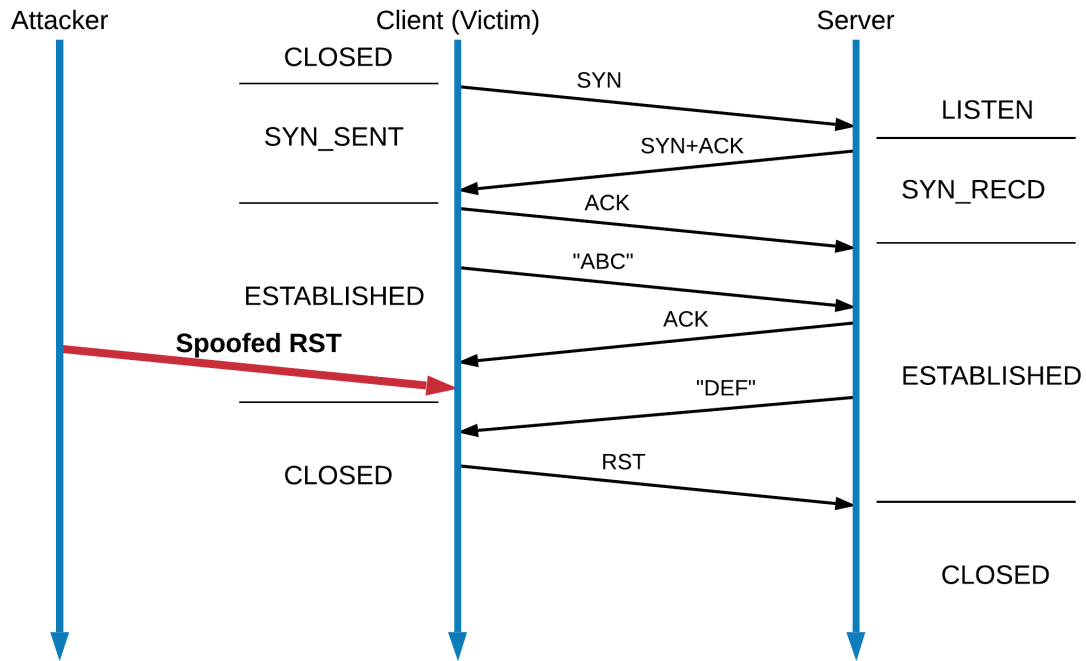 Attacker
Client (Victim)
Server
CLOSED
SYN
LISTEN
SYN_SENT
SYN+ACK
SYN_RECD
ACK
"ABC"
ESTABLISHED
ACK
Spoofed RST
ESTABLISHED
"DEF"
RST
CLOSED
CLOSED